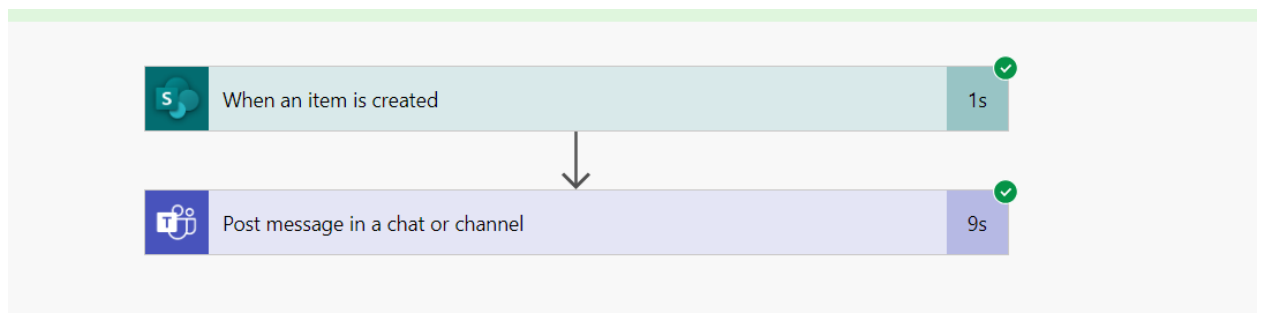 S
When an item is created
1s
T
Post message in a chat or channel
9s